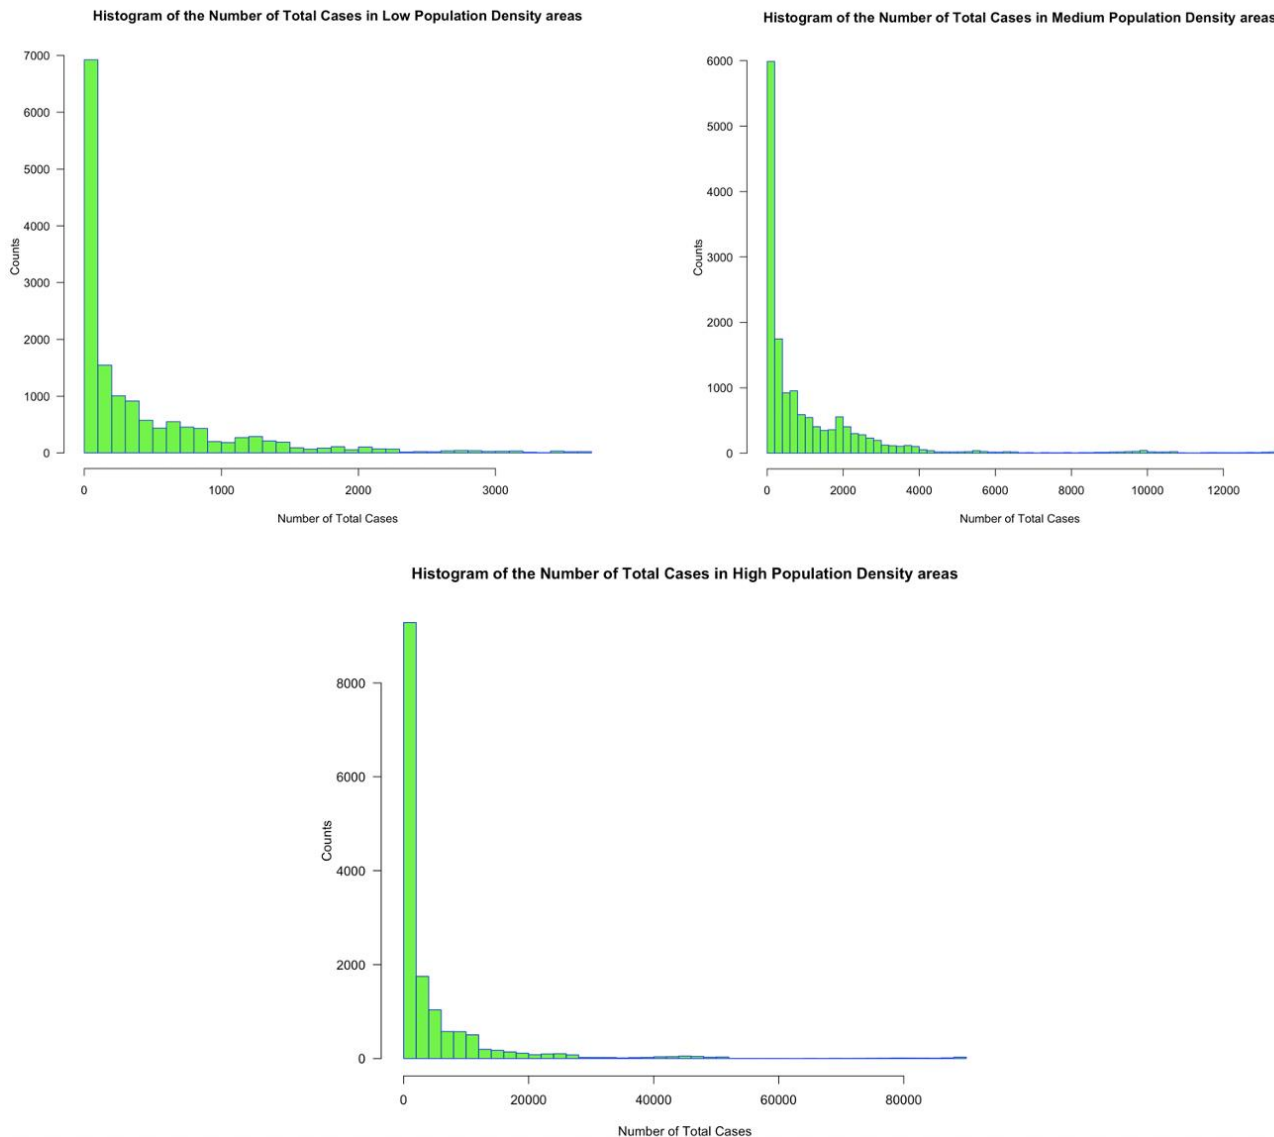 Histogram of the Number of Total Cases in Low Population Density areas
7000
6000
5000
4000
3000
2000
1000
0
Counts
0 1000 2000 3000
Number of Total Cases
Histogram of the Number of Total Cases in Medium Population Density areas
6000
5000
4000
3000
2000
1000
0
Counts
0 2000 4000 6000 8000 10000 12000
Number of Total Cases
Histogram of the Number of Total Cases in High Population Density areas
8000
6000
4000
2000
0
Counts
0 20000 40000 60000 80000
Number of Total Cases